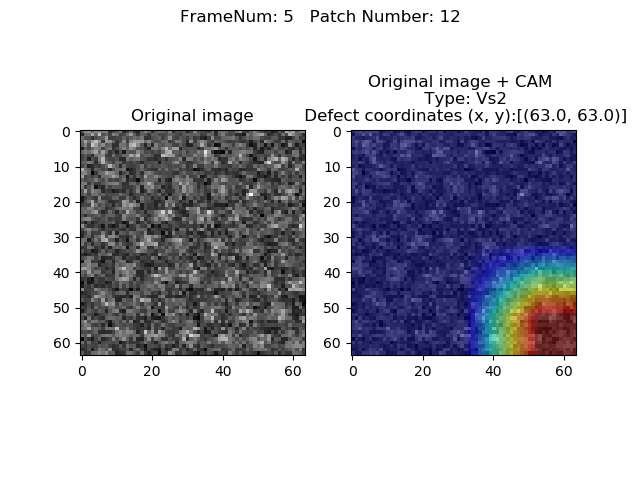 FrameNum: 5   Patch Number: 12
Original image
Original image + CAM
Type: Vs2
Defect coordinates (x, y):[(63.0, 63.0)]
0
10
20
30
40
50
60
0 20 40 60
0
10
20
30
40
50
60
0 20 40 60